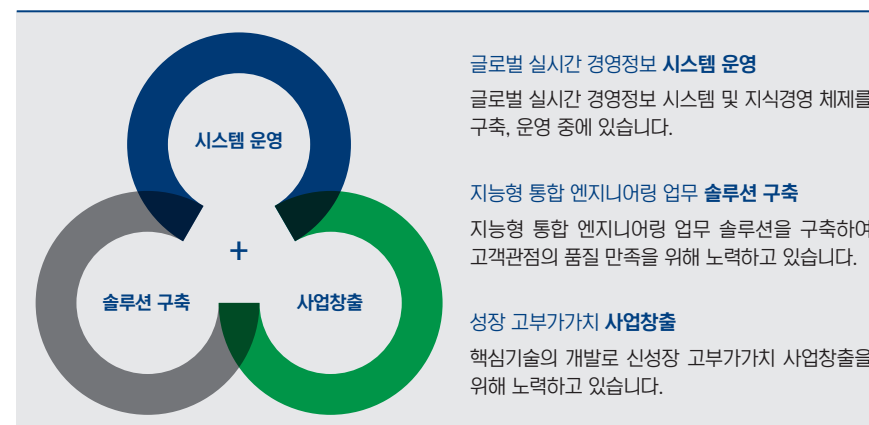 시스템 운영
+
솔루션 구축
사업창출
글로벌 실시간 경영정보 시스템 운영
글로벌 실시간 경영정보 시스템 및 지식경영 체제를
구축, 운영 중에 있습니다.
지능형 통합 엔지니어링 업무 솔루션 구축
지능형 통합 엔지니어링 업무 솔루션을 구축하여
고객관점의 품질 만족을 위해 노력하고 있습니다.
성장 고부가가치 사업창출
핵심기술의 개발로 신성장 고부가가치 사업창출을
위해 노력하고 있습니다.